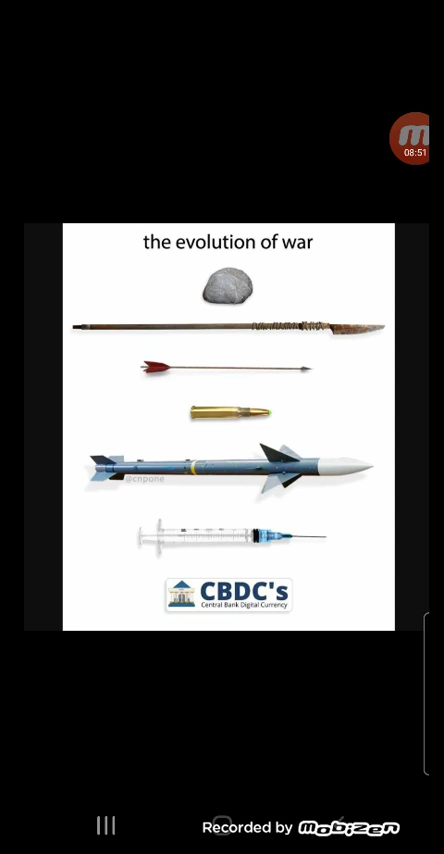 08:51
the evolution of war
@cnpone
CBDC's
Central Bank Digital Currency
Recorded by Mobizen